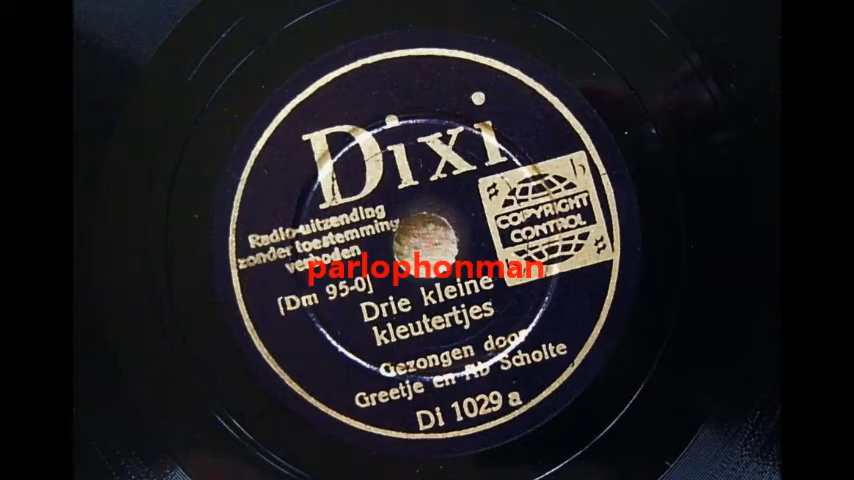 Dixi
Radio-uitzending
zonder toestemming
verboden
COPYRIGHT
CONTROL
parlophonman
[Dm 95-0]
Drie kleine
kleutertjes
Gezongen door
Greetje en Rb Scholte
Di 1029 a